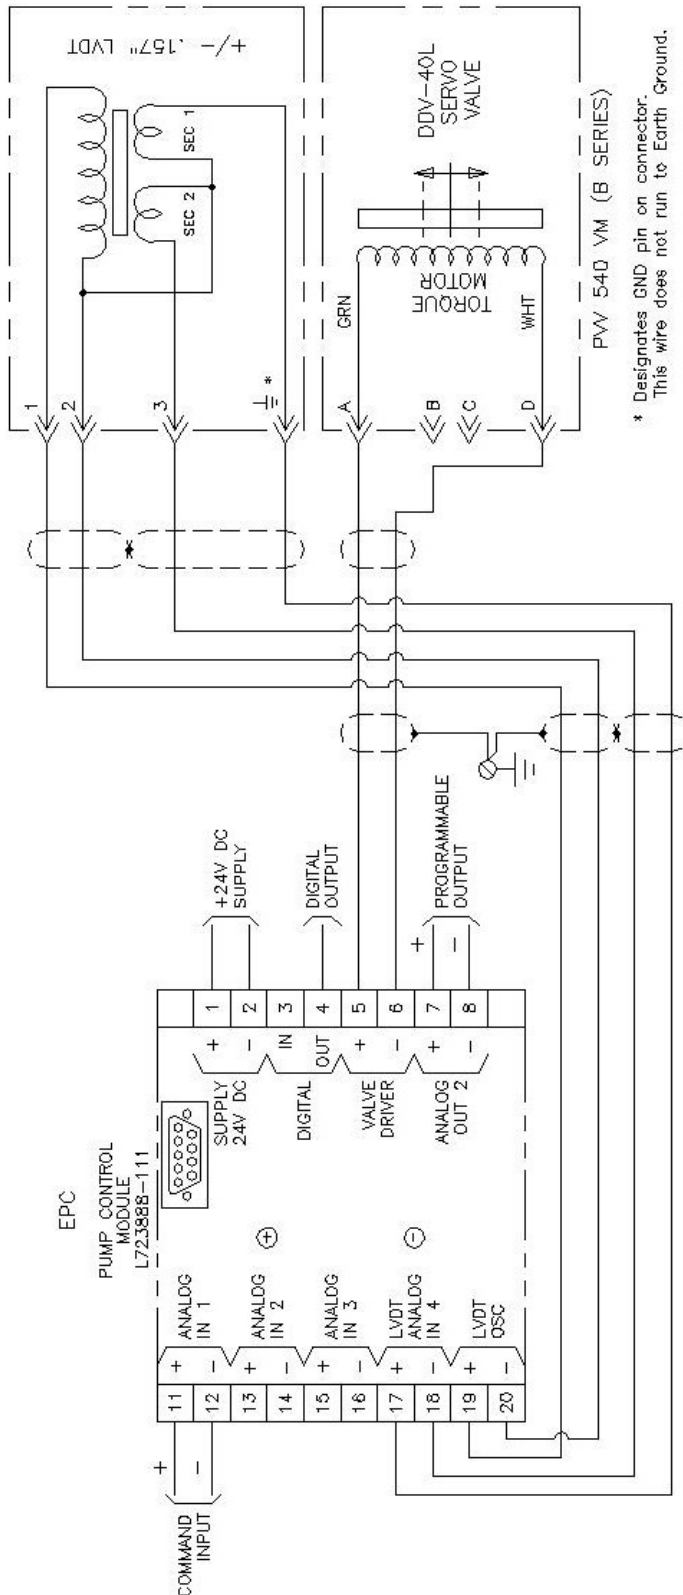 +/- .157" LVDT
SEC 1
SEC 2
1
2
3
*
DDV-40L
SERVO
VALVE
TORQUE
MOTOR
GRN
WHT
A
B
C
D
PVV 540 VM (B SERIES)
* Designates GND pin on connector.
This wire does not run to Earth Ground.
EPC
PUMP CONTROL
MODULE
L723888-111
+24V DC
SUPPLY
DIGITAL
OUTPUT
+
-
PROGRAMMABLE
OUTPUT
1
2
3
4
5
6
7
8
+
-
IN
OUT
+
-
+
-
SUPPLY
24V DC
DIGITAL
VALVE
DRIVER
ANALOG
OUT 2
+
-
ANALOG
IN 1
ANALOG
IN 2
ANALOG
IN 3
LVDT
ANALOG
IN 4
LVDT
OSC
+
-
+
-
+
-
+
-
+
-
11
12
13
14
15
16
17
18
19
20
+
-
COMMAND
INPUT